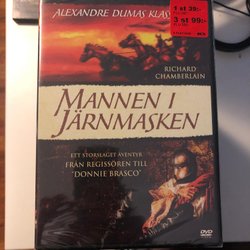 ALEXANDRE DUMAS KLAS
1 st 39:-
3 st 99:-
RICHARD
CHAMBERLAIN
MANNEN I
JÄRNMASKEN
ETT STORSLAGET ÄVENTYR
FRÅN REGISSÖREN TILL
"DONNIE BRASCO"
DVD